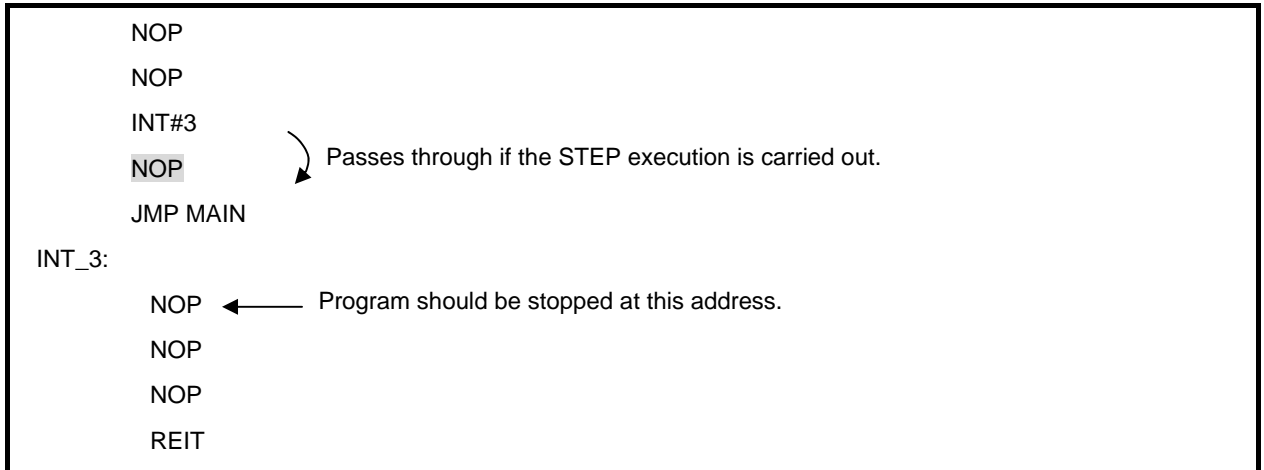 NOP
NOP
INT#3
NOP
Passes through if the STEP execution is carried out.
JMP MAIN
INT_3:
NOP
Program should be stopped at this address.
NOP
NOP
REIT